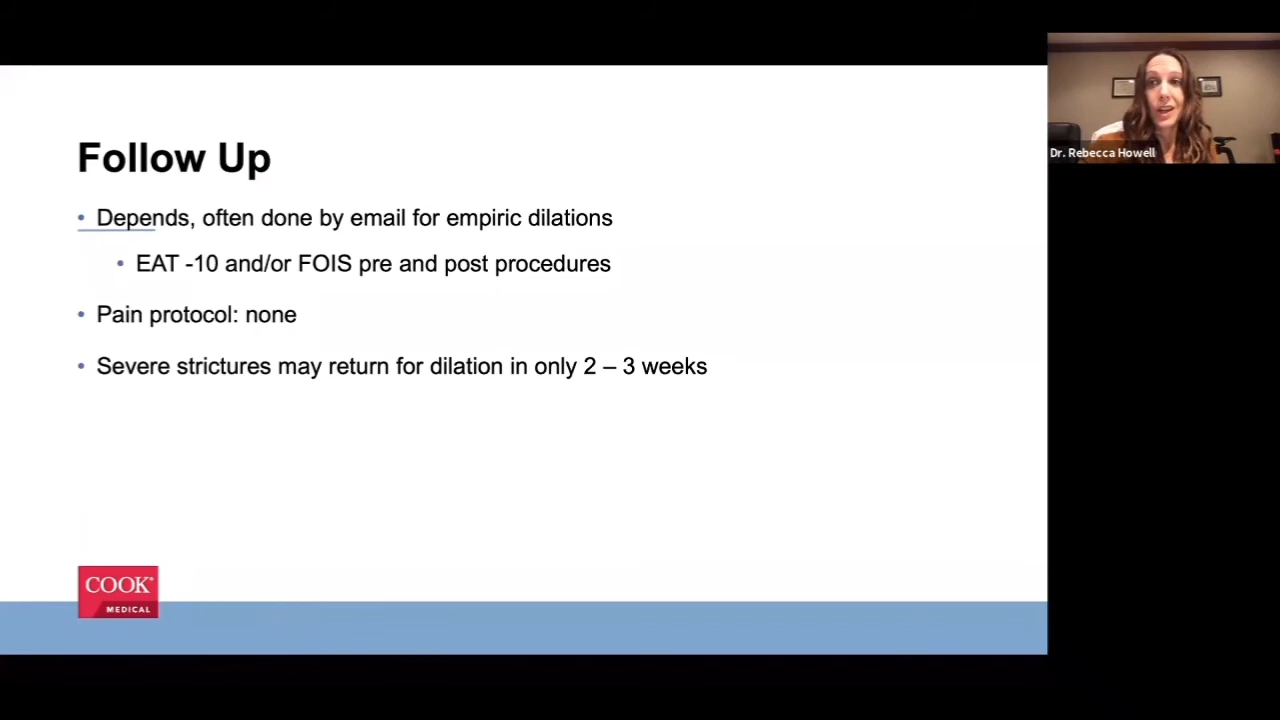 Follow Up
• Depends, often done by email for empiric dilations
• EAT -10 and/or FOIS pre and post procedures
• Pain protocol: none
• Severe strictures may return for dilation in only 2 – 3 weeks
COOK®
MEDICAL
Dr. Rebecca Howell